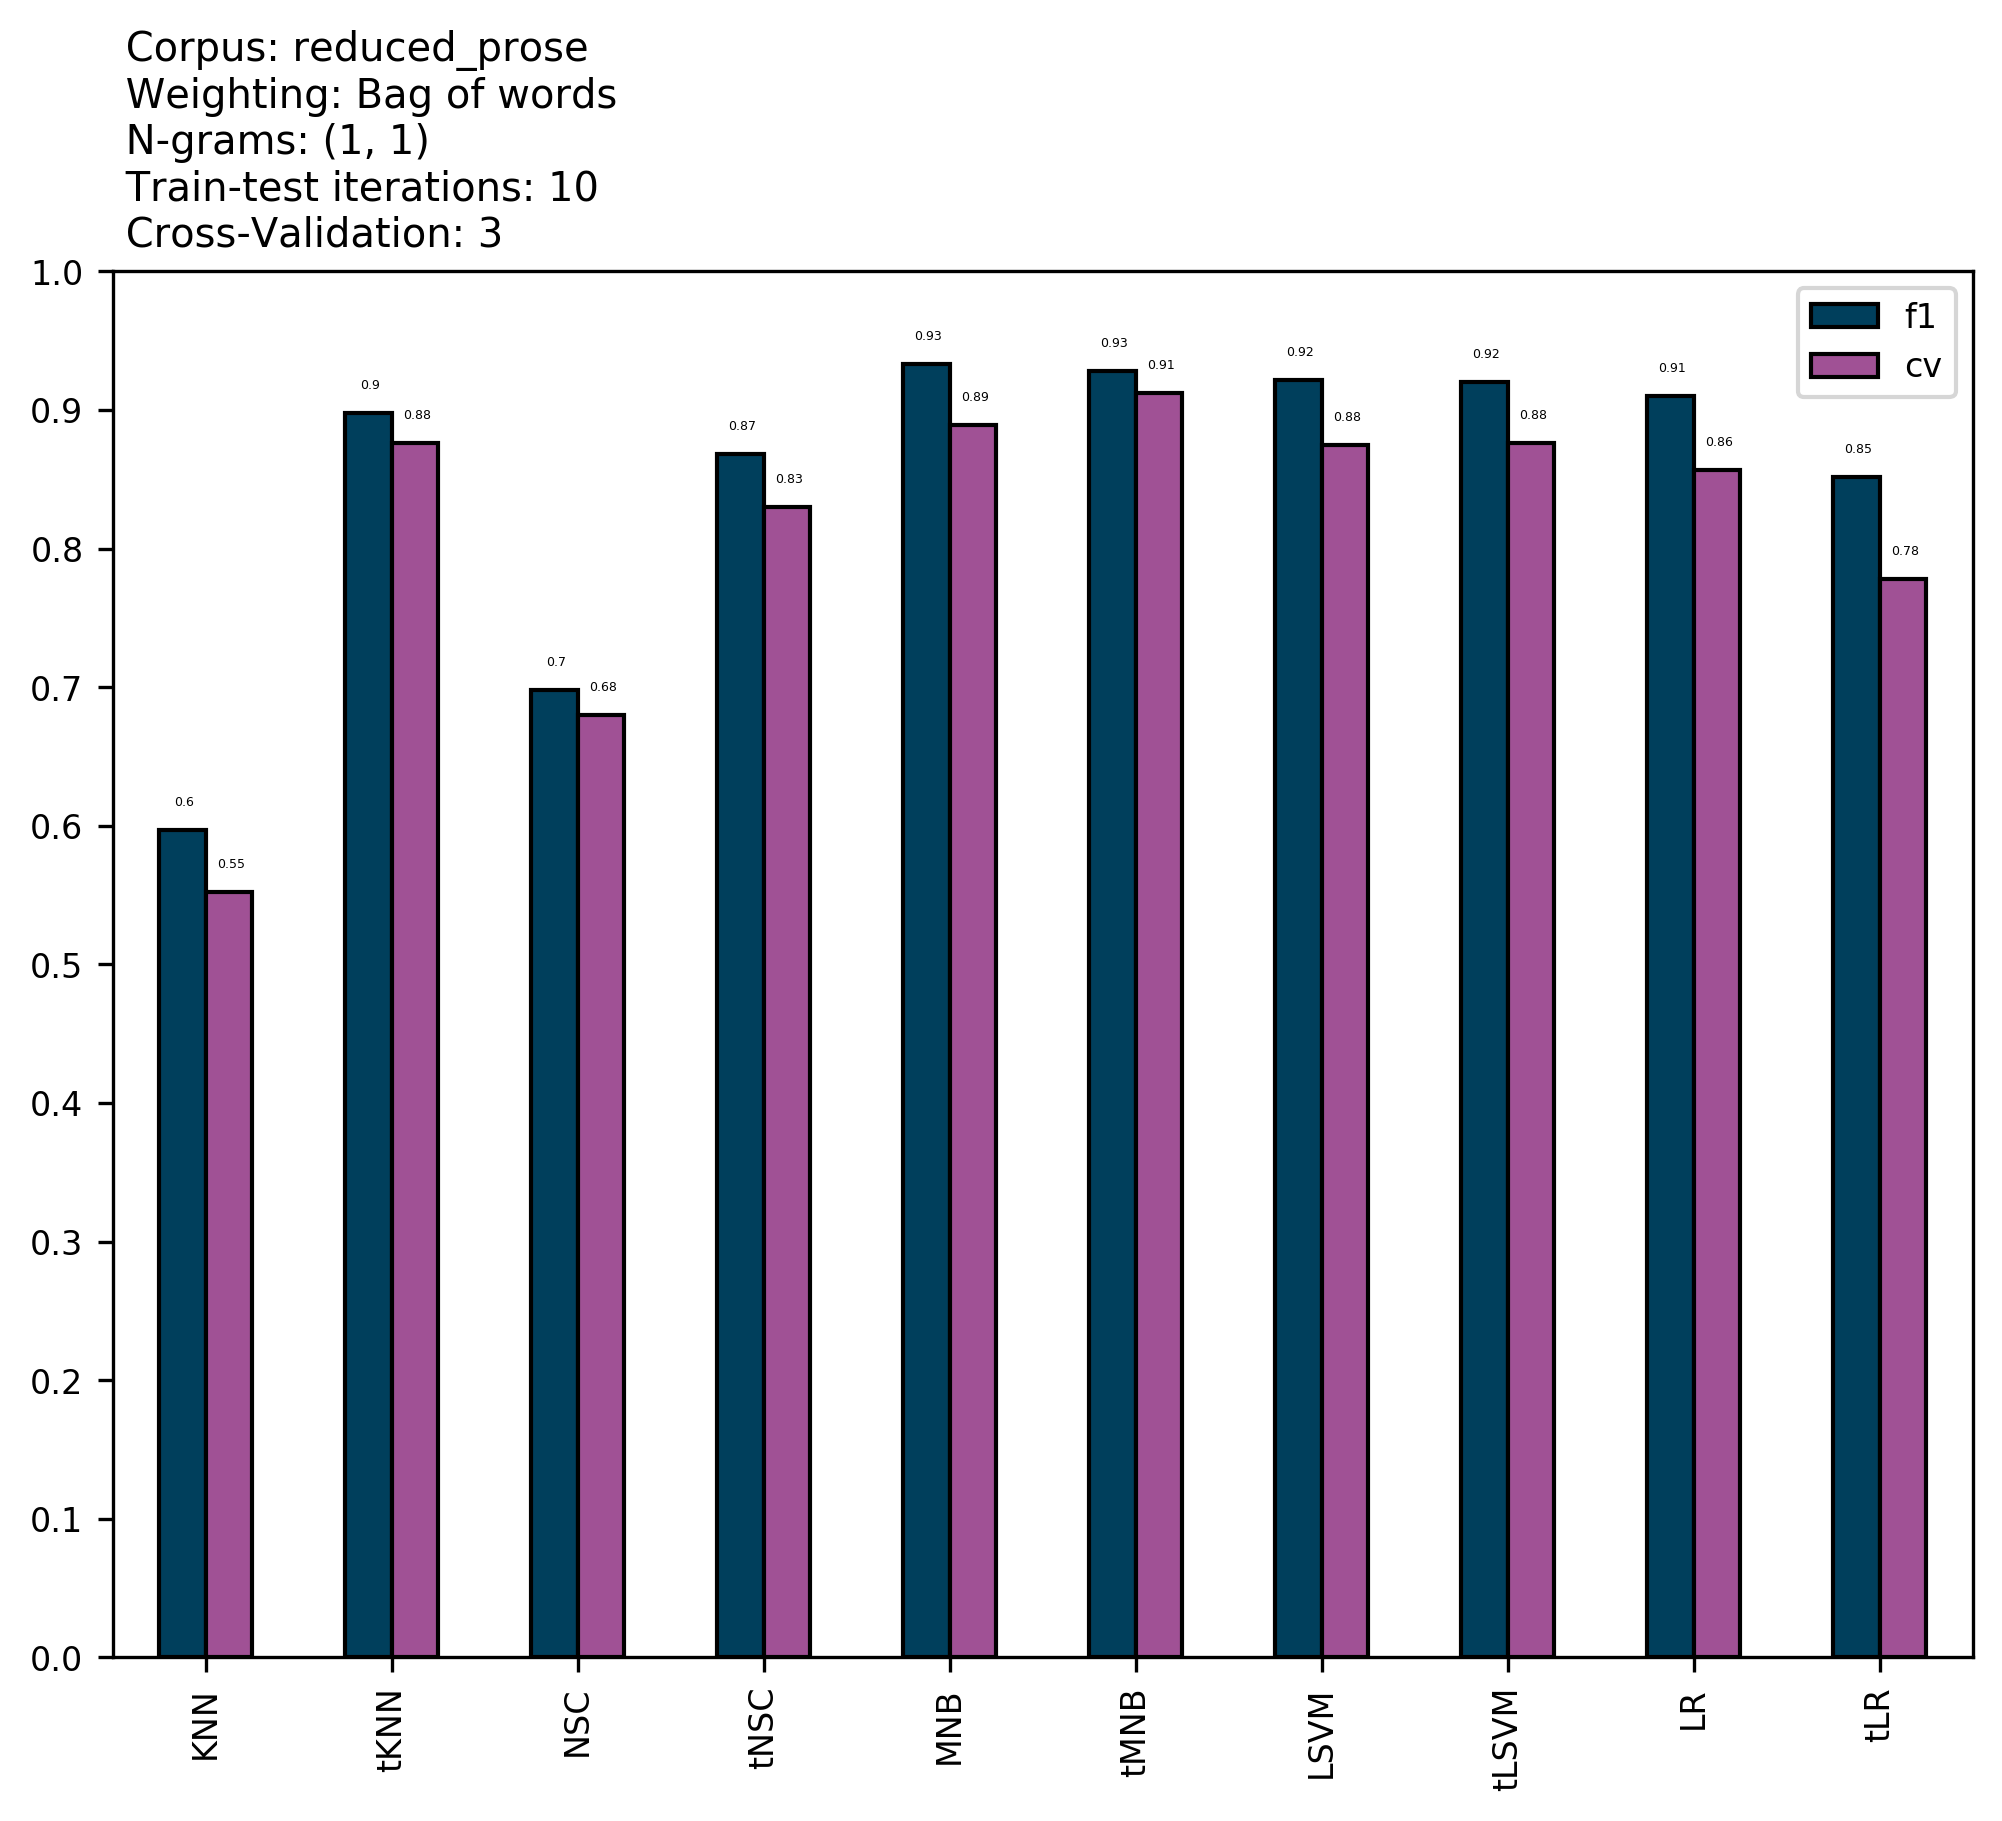 Corpus: reduced_prose
Weighting: Bag of words
N-grams: (1, 1)
Train-test iterations: 10
Cross-Validation: 3
1.0
0.9
0.8
0.7
0.6
0.5
0.4
0.3
0.2
0.1
0.0
f1
cv
0.6
0.55
0.9
0.88
0.7
0.68
0.87
0.83
0.93
0.89
0.93
0.91
0.92
0.88
0.92
0.88
0.91
0.86
0.85
0.78
KNN
tKNN
NSC
tNSC
MNB
tMNB
LSVM
tLSVM
LR
tLR